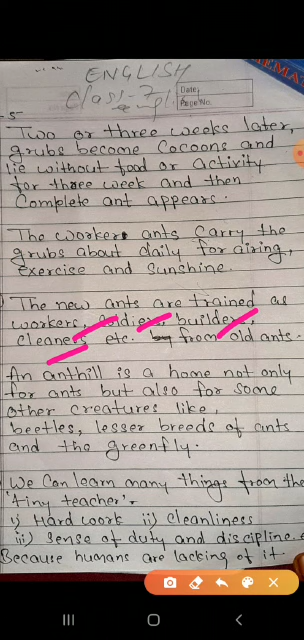 ENGLISH
Class-7
Date
Page No.
-5
Two or three weeks later,
grubs become Cocoons and
lie without food or activity
for three week and then
Complete ant appears.
The workers ants Carry the
grubs about daily for airing,
exercise and sunshine.
The new ants are trained as
workers, soldier, builder,
Cleaners etc. from old ants.
An anthill is a home not only
for ants but also for some
other creatures like,
beetles, lesser breeds of ants
and the greenfly.
We Can learn many things from the
'tiny teacher'.
i) Hard work ii) Cleanliness
iii) Sense of duty and discipline.
Because humans are lacking of it.